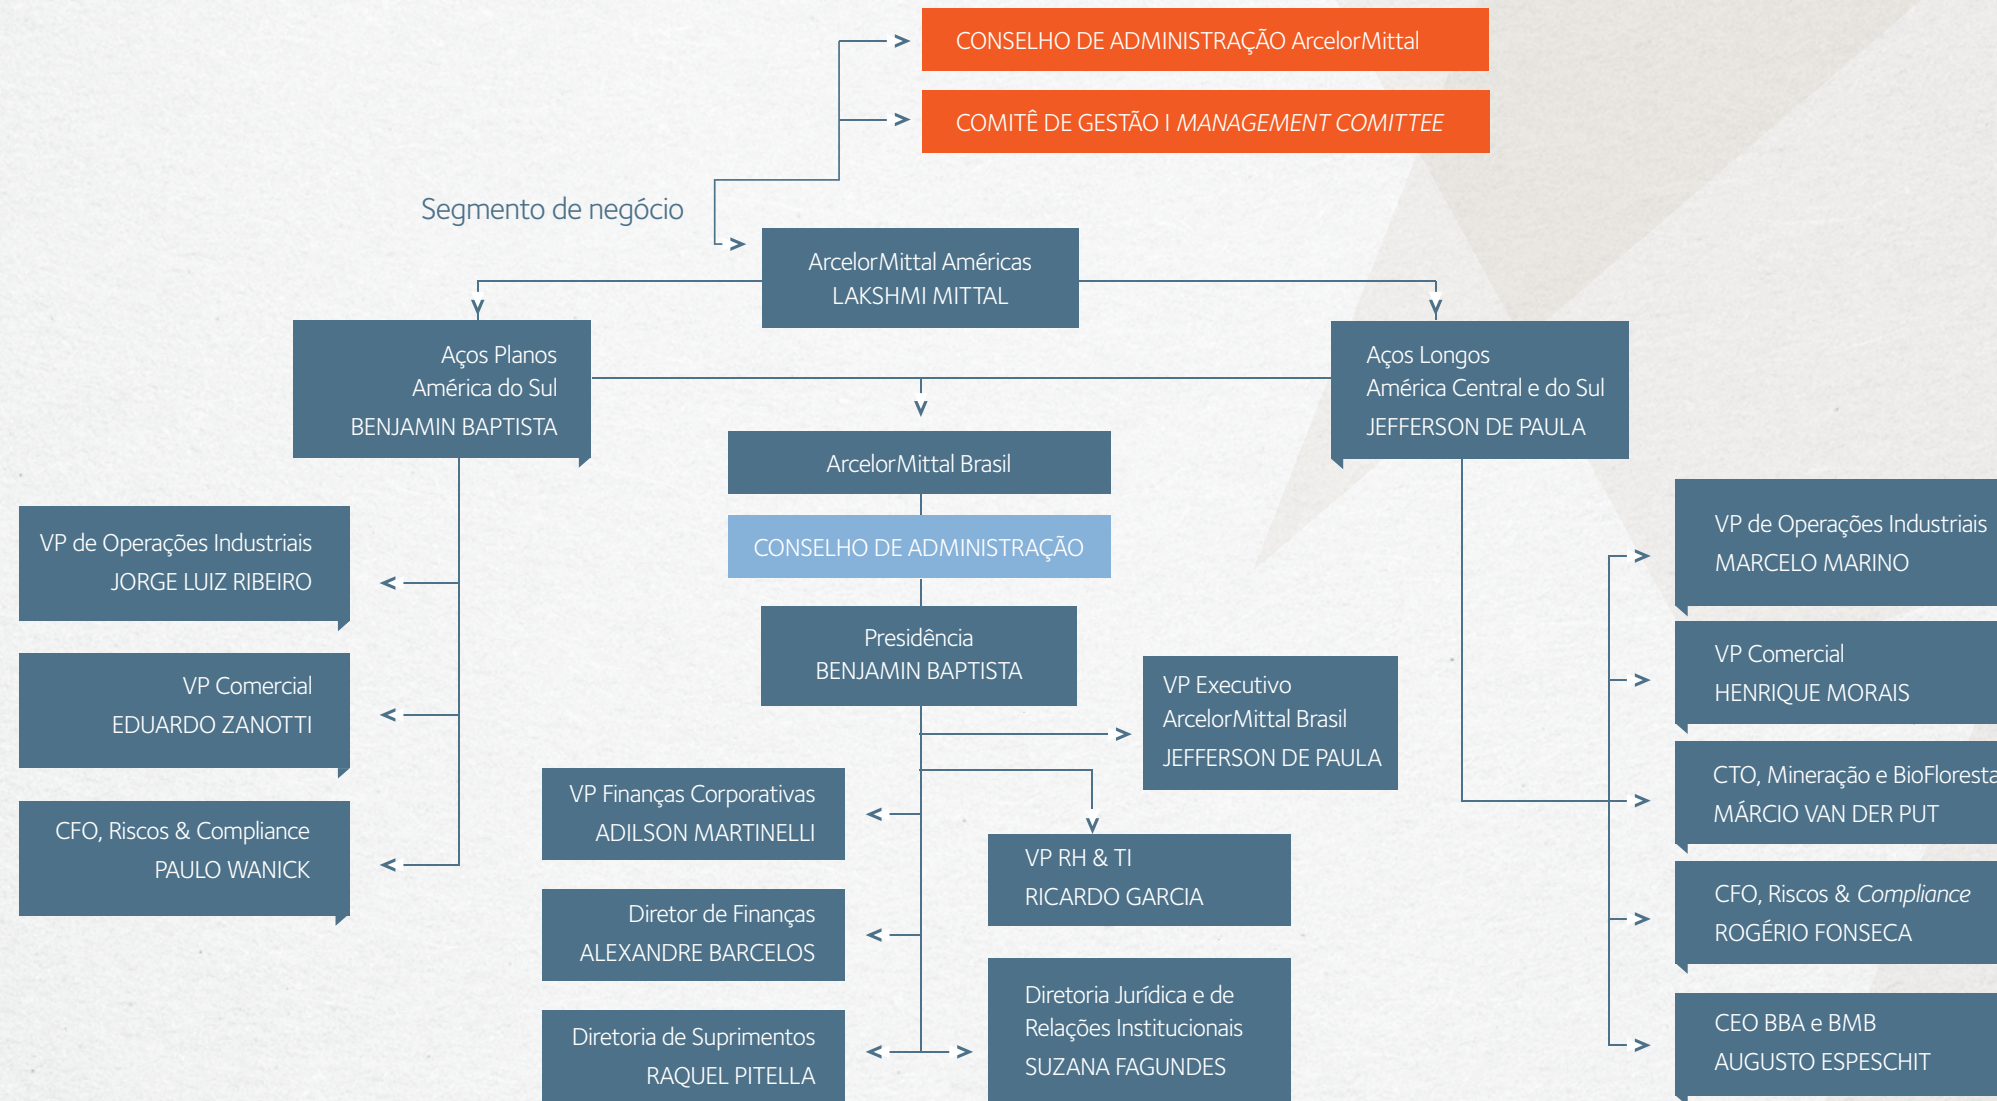 CONSELHO DE ADMINISTRAÇÃO ArcelorMittal
COMITÊ DE GESTÃO I MANAGEMENT COMITTEE
Segmento de negócio
ArcelorMittal Américas
LAKSHMI MITTAL
Aços Planos
América do Sul
BENJAMIN BAPTISTA
Aços Longos
América Central e do Sul
JEFFERSON DE PAULA
ArcelorMittal Brasil
CONSELHO DE ADMINISTRAÇÃO
Presidência
BENJAMIN BAPTISTA
VP de Operações Industriais
JORGE LUIZ RIBEIRO
VP Comercial
EDUARDO ZANOTTI
CFO, Riscos & Compliance
PAULO WANICK
VP Executivo
ArcelorMittal Brasil
JEFFERSON DE PAULA
VP Finanças Corporativas
ADILSON MARTINELLI
VP RH & TI
RICARDO GARCIA
Diretor de Finanças
ALEXANDRE BARCELOS
Diretoria de Suprimentos
RAQUEL PITELLA
Diretoria Jurídica e de
Relações Institucionais
SUZANA FAGUNDES
VP de Operações Industriais
MARCELO MARINO
VP Comercial
HENRIQUE MORAIS
CTO, Mineração e BioFloresta
MÁRCIO VAN DER PUT
CFO, Riscos & Compliance
ROGÉRIO FONSECA
CEO BBA e BMB
AUGUSTO ESPESCHIT